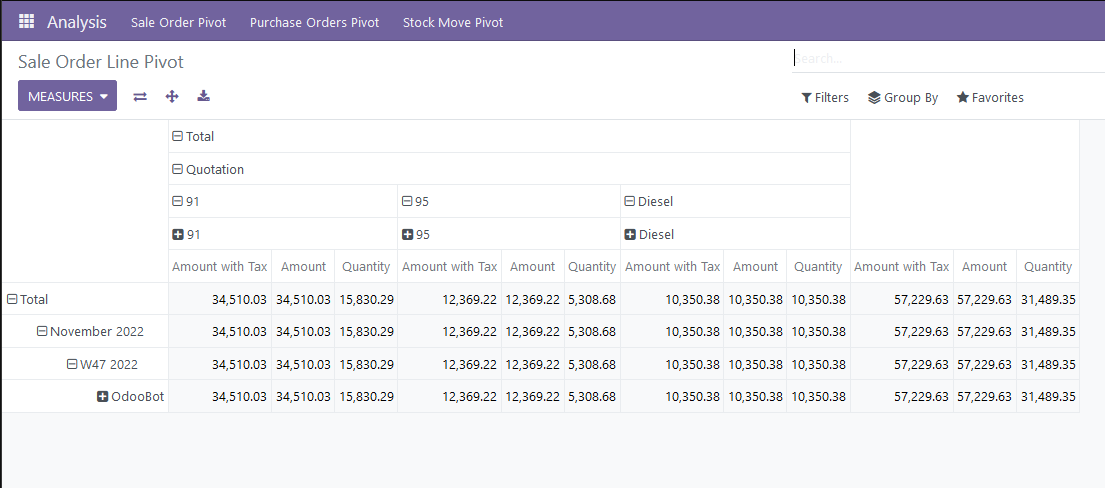 Analysis Sale Order Pivot Purchase Orders Pivot Stock Move Pivot
Sale Order Line Pivot Search...
MEASURES Filters Group By Favorites
Total
Quotation
91 95 Diesel
91 95 Diesel
Amount with Tax Amount Quantity Amount with Tax Amount Quantity Amount with Tax Amount Quantity Amount with Tax Amount Quantity
Total 34,510.03 34,510.03 15,830.29 12,369.22 12,369.22 5,308.68 10,350.38 10,350.38 10,350.38 57,229.63 57,229.63 31,489.35
November 2022 34,510.03 34,510.03 15,830.29 12,369.22 12,369.22 5,308.68 10,350.38 10,350.38 10,350.38 57,229.63 57,229.63 31,489.35
W47 2022 34,510.03 34,510.03 15,830.29 12,369.22 12,369.22 5,308.68 10,350.38 10,350.38 10,350.38 57,229.63 57,229.63 31,489.35
OdooBot 34,510.03 34,510.03 15,830.29 12,369.22 12,369.22 5,308.68 10,350.38 10,350.38 10,350.38 57,229.63 57,229.63 31,489.35